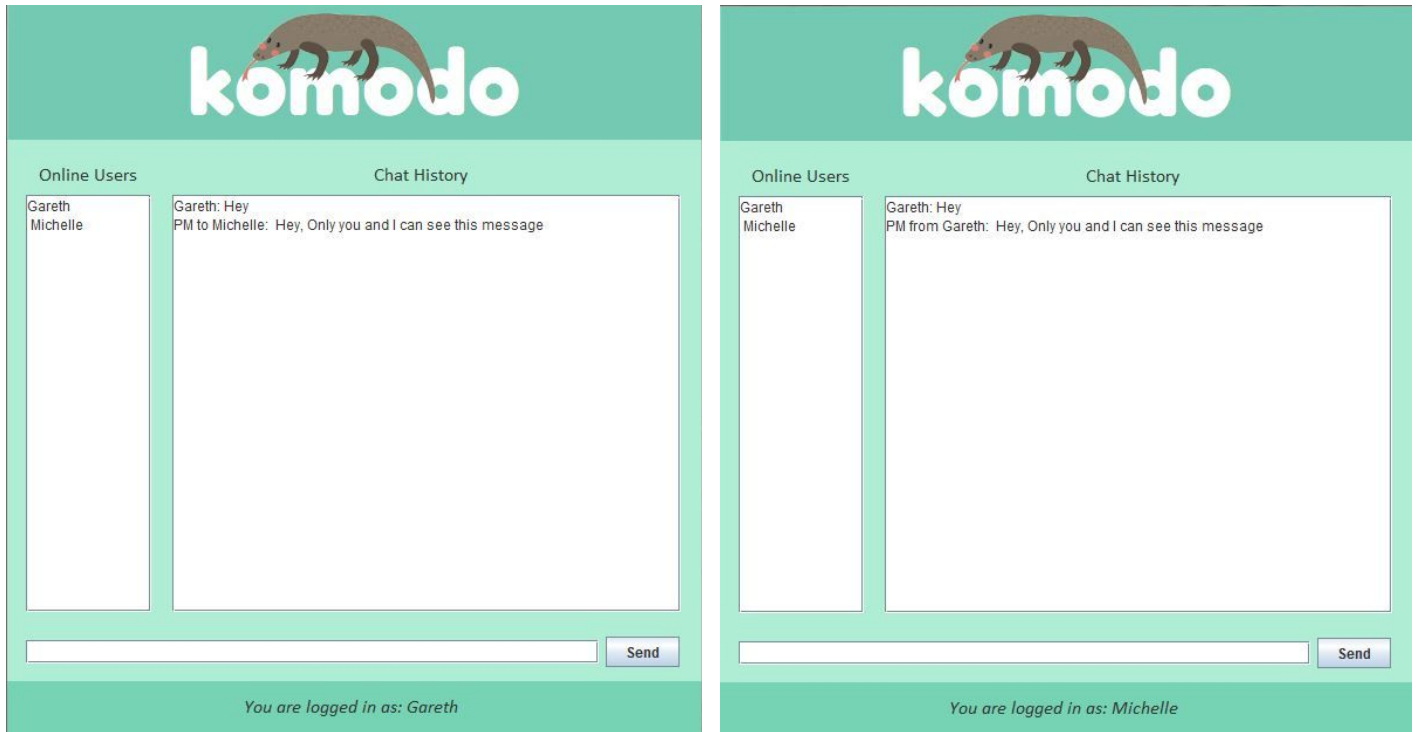 komodo
Online Users
Chat History
Gareth
Michelle
Gareth: Hey
PM to Michelle: Hey, Only you and I can see this message
Send
You are logged in as: Gareth
komodo
Online Users
Chat History
Gareth
Michelle
Gareth: Hey
PM from Gareth: Hey, Only you and I can see this message
Send
You are logged in as: Michelle